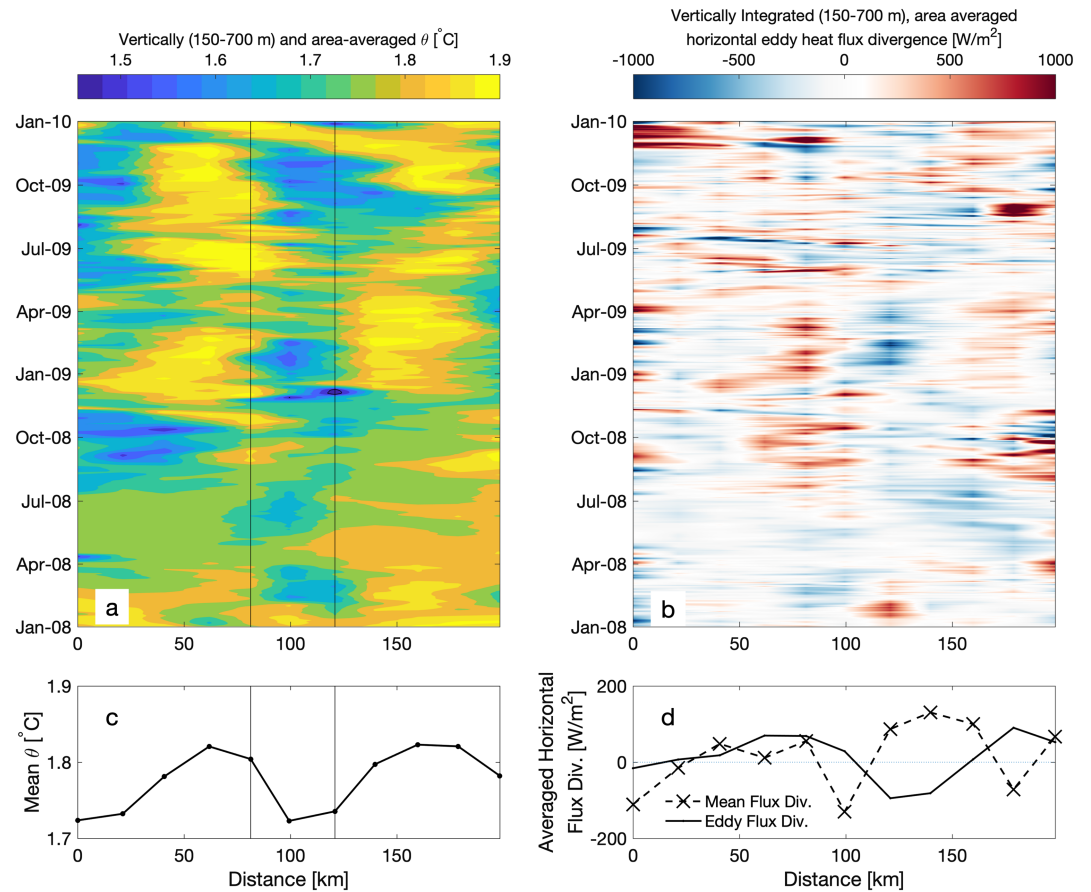 Vertically (150-700 m) and area-averaged θ [°C]
1.5 1.6 1.7 1.8 1.9
Jan-10
Oct-09
Jul-09
Apr-09
Jan-09
Oct-08
Jul-08
Apr-08
Jan-08
a
0 50 100 150
Vertically Integrated (150-700 m), area averaged
horizontal eddy heat flux divergence [W/m²]
-1000 -500 0 500 1000
Jan-10
Oct-09
Jul-09
Apr-09
Jan-09
Oct-08
Jul-08
Apr-08
Jan-08
b
0 50 100 150
Mean θ [°C]
1.9
1.8
1.7
c
0 50 100 150
Distance [km]
Averaged Horizontal
Flux Div. [W/m²]
200
0
-200
d
Mean Flux Div.
Eddy Flux Div.
0 50 100 150
Distance [km]